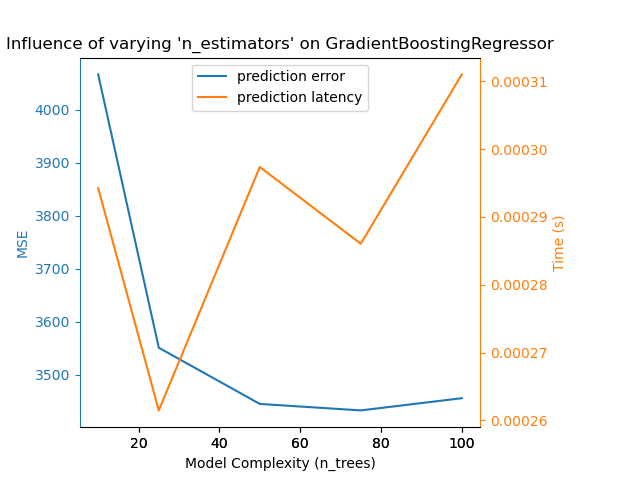 Influence of varying 'n_estimators' on GradientBoostingRegressor
prediction error
prediction latency
4000
3900
3800
3700
3600
3500
MSE
0.00031
0.00030
0.00029
0.00028
0.00027
0.00026
Time (s)
20 40 60 80 100
Model Complexity (n_trees)